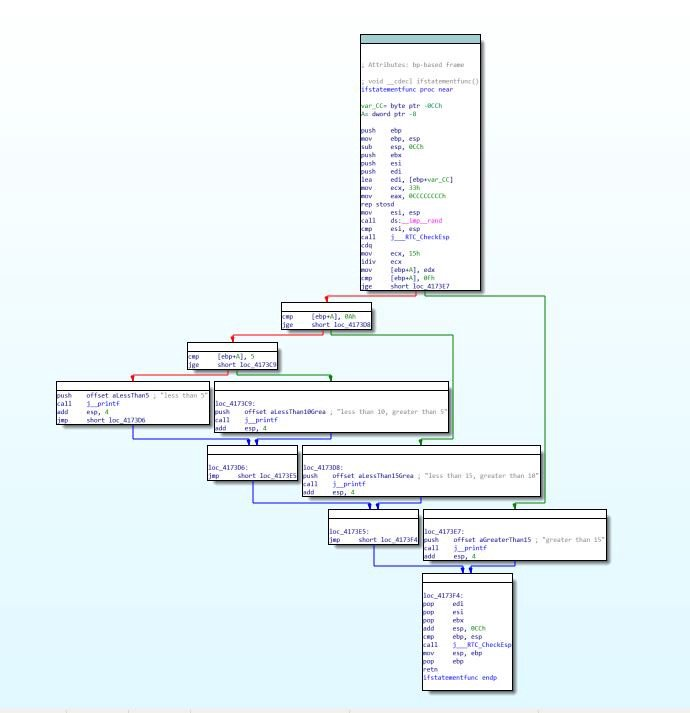 ; Attributes: bp-based frame
; void __cdecl ifstatementfunc()
ifstatementfunc proc near
var_CC= byte ptr -0CCh
A= dword ptr -8
push ebp
mov ebp, esp
sub esp, 0CCh
push ebx
push esi
push edi
lea edi, [ebp+var_CC]
mov ecx, 33h
mov eax, 0CCCCCCCCh
rep stosd
mov esi, esp
call ds:__imp__rand
cmp esi, esp
call j___RTC_CheckEsp
cdq
mov ecx, 15h
idiv ecx
mov [ebp+A], edx
cmp [ebp+A], 0Fh
jge short loc_4173E7
cmp [ebp+A], 0Ah
jge short loc_4173D8
cmp [ebp+A], 5
jge short loc_4173C9
push offset aLessThan5 ; "less than 5"
call j__printf
add esp, 4
jmp short loc_4173D6
loc_4173C9:
push offset aLessThan10Grea ; "less than 10, greater than 5"
call j__printf
add esp, 4
loc_4173D6:
jmp short loc_4173E5
loc_4173D8:
push offset aLessThan15Grea ; "less than 15, greater than 10"
call j__printf
add esp, 4
loc_4173E5:
jmp short loc_4173F4
loc_4173E7:
push offset aGreaterThan15 ; "greater than 15"
call j__printf
add esp, 4
loc_4173F4:
pop edi
pop esi
pop ebx
add esp, 0CCh
cmp ebp, esp
call j___RTC_CheckEsp
mov esp, ebp
pop ebp
retn
ifstatementfunc endp